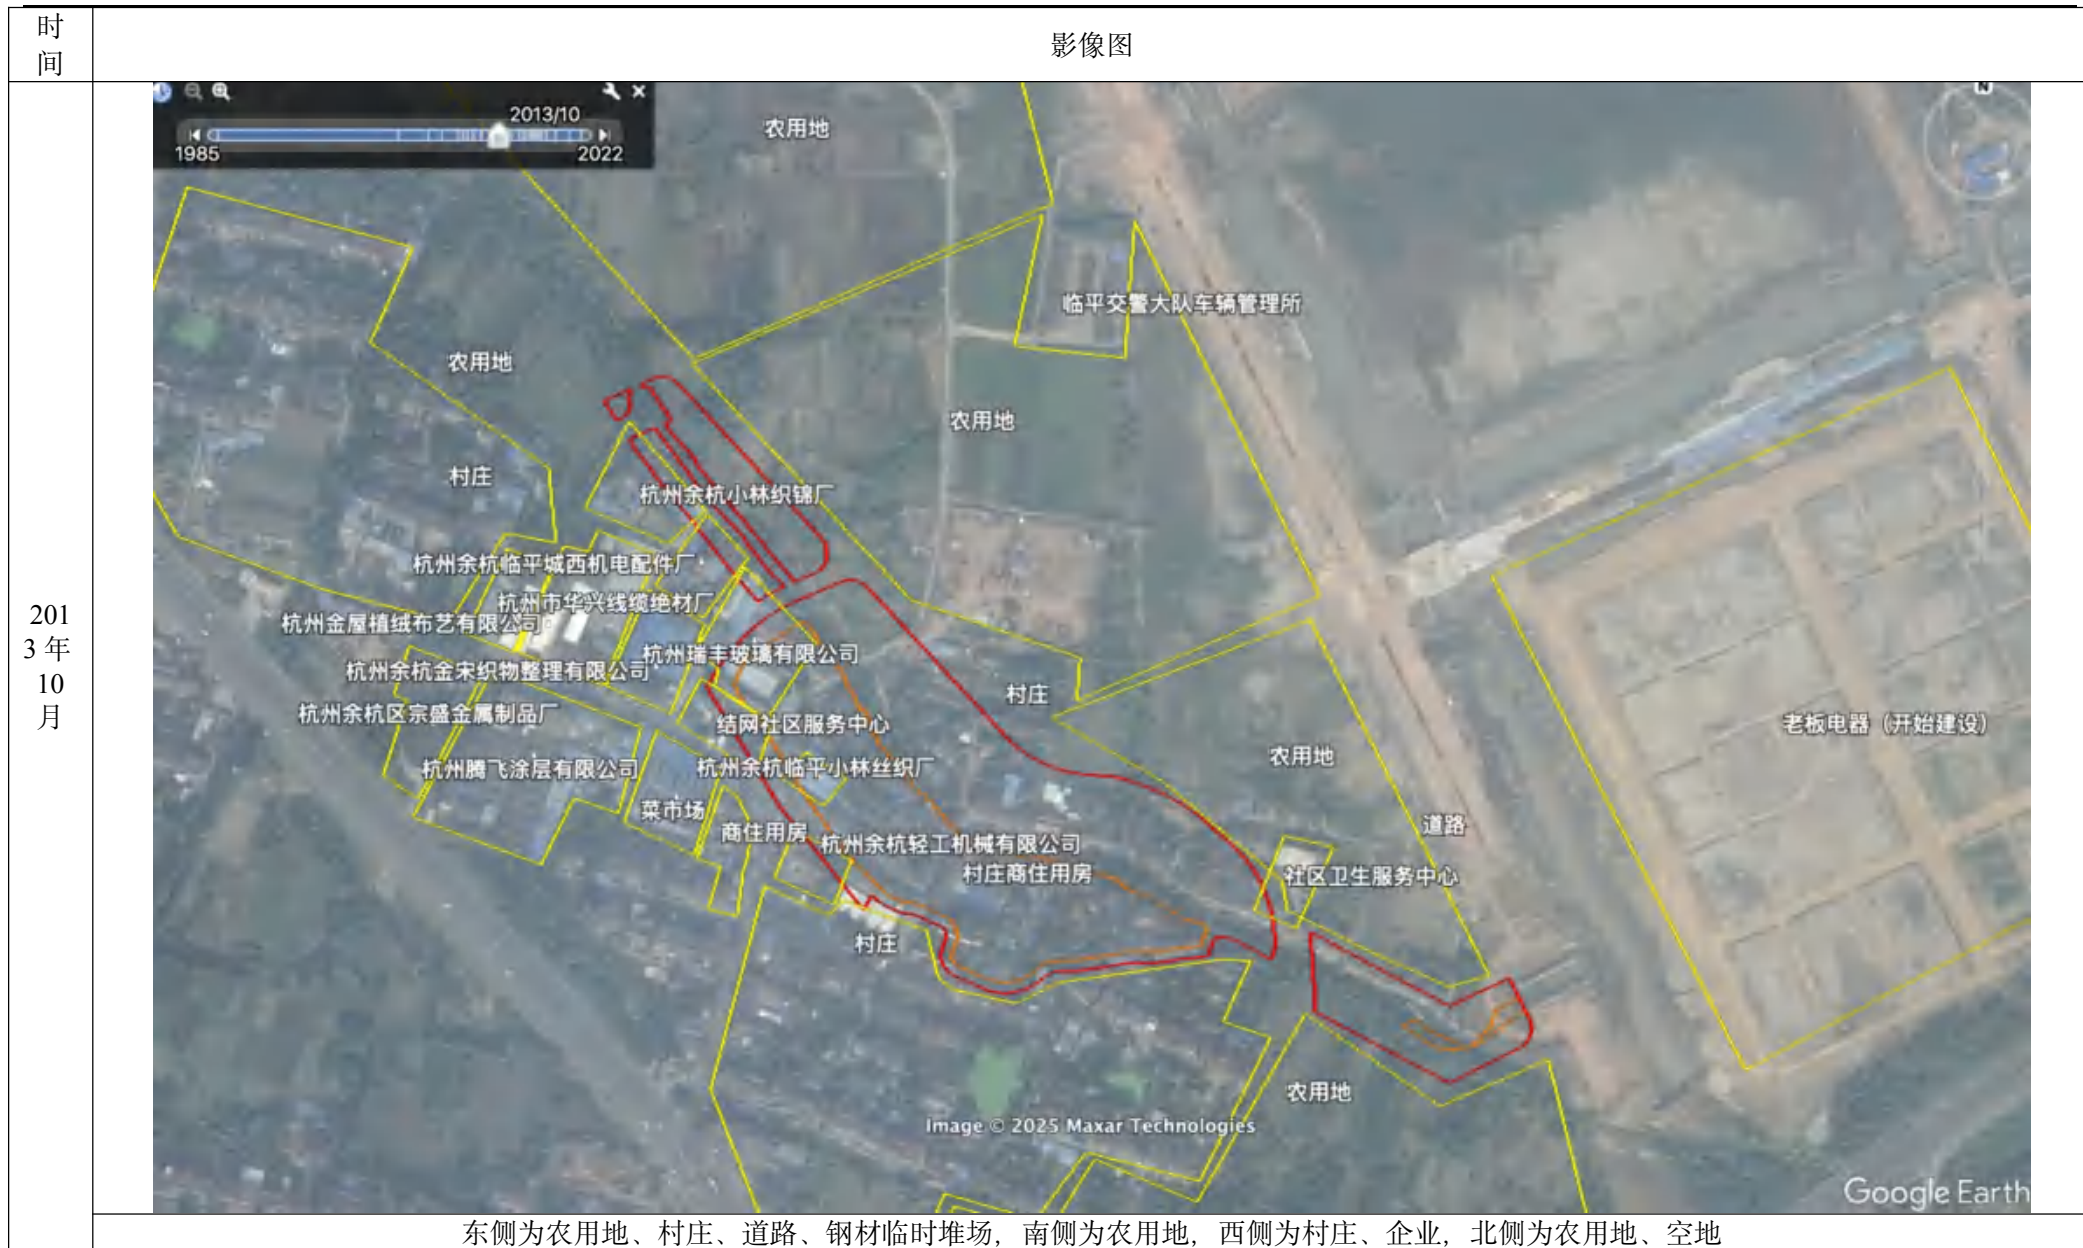 时
间
影像图
2013/10
1985
2022
N
农用地
临平交警大队车辆管理所
农用地
农用地
村庄
杭州余杭小林织锦厂
杭州余杭临平城西机电配件厂
杭州市华兴线缆绝材厂
杭州金屋植绒布艺有限公司
杭州瑞丰玻璃有限公司
杭州余杭金宋织物整理有限公司
村庄
杭州余杭区宗盛金属制品厂
结网社区服务中心
老板电器（开始建设）
农用地
杭州腾飞涂层有限公司
杭州余杭临平小林丝织厂
菜市场
道路
商住用房
杭州余杭轻工机械有限公司
村庄商住用房
社区卫生服务中心
村庄
农用地
Image © 2025 Maxar Technologies
Google Earth
201
3 年
10
月
东侧为农用地、村庄、道路、钢材临时堆场，南侧为农用地，西侧为村庄、企业，北侧为农用地、空地